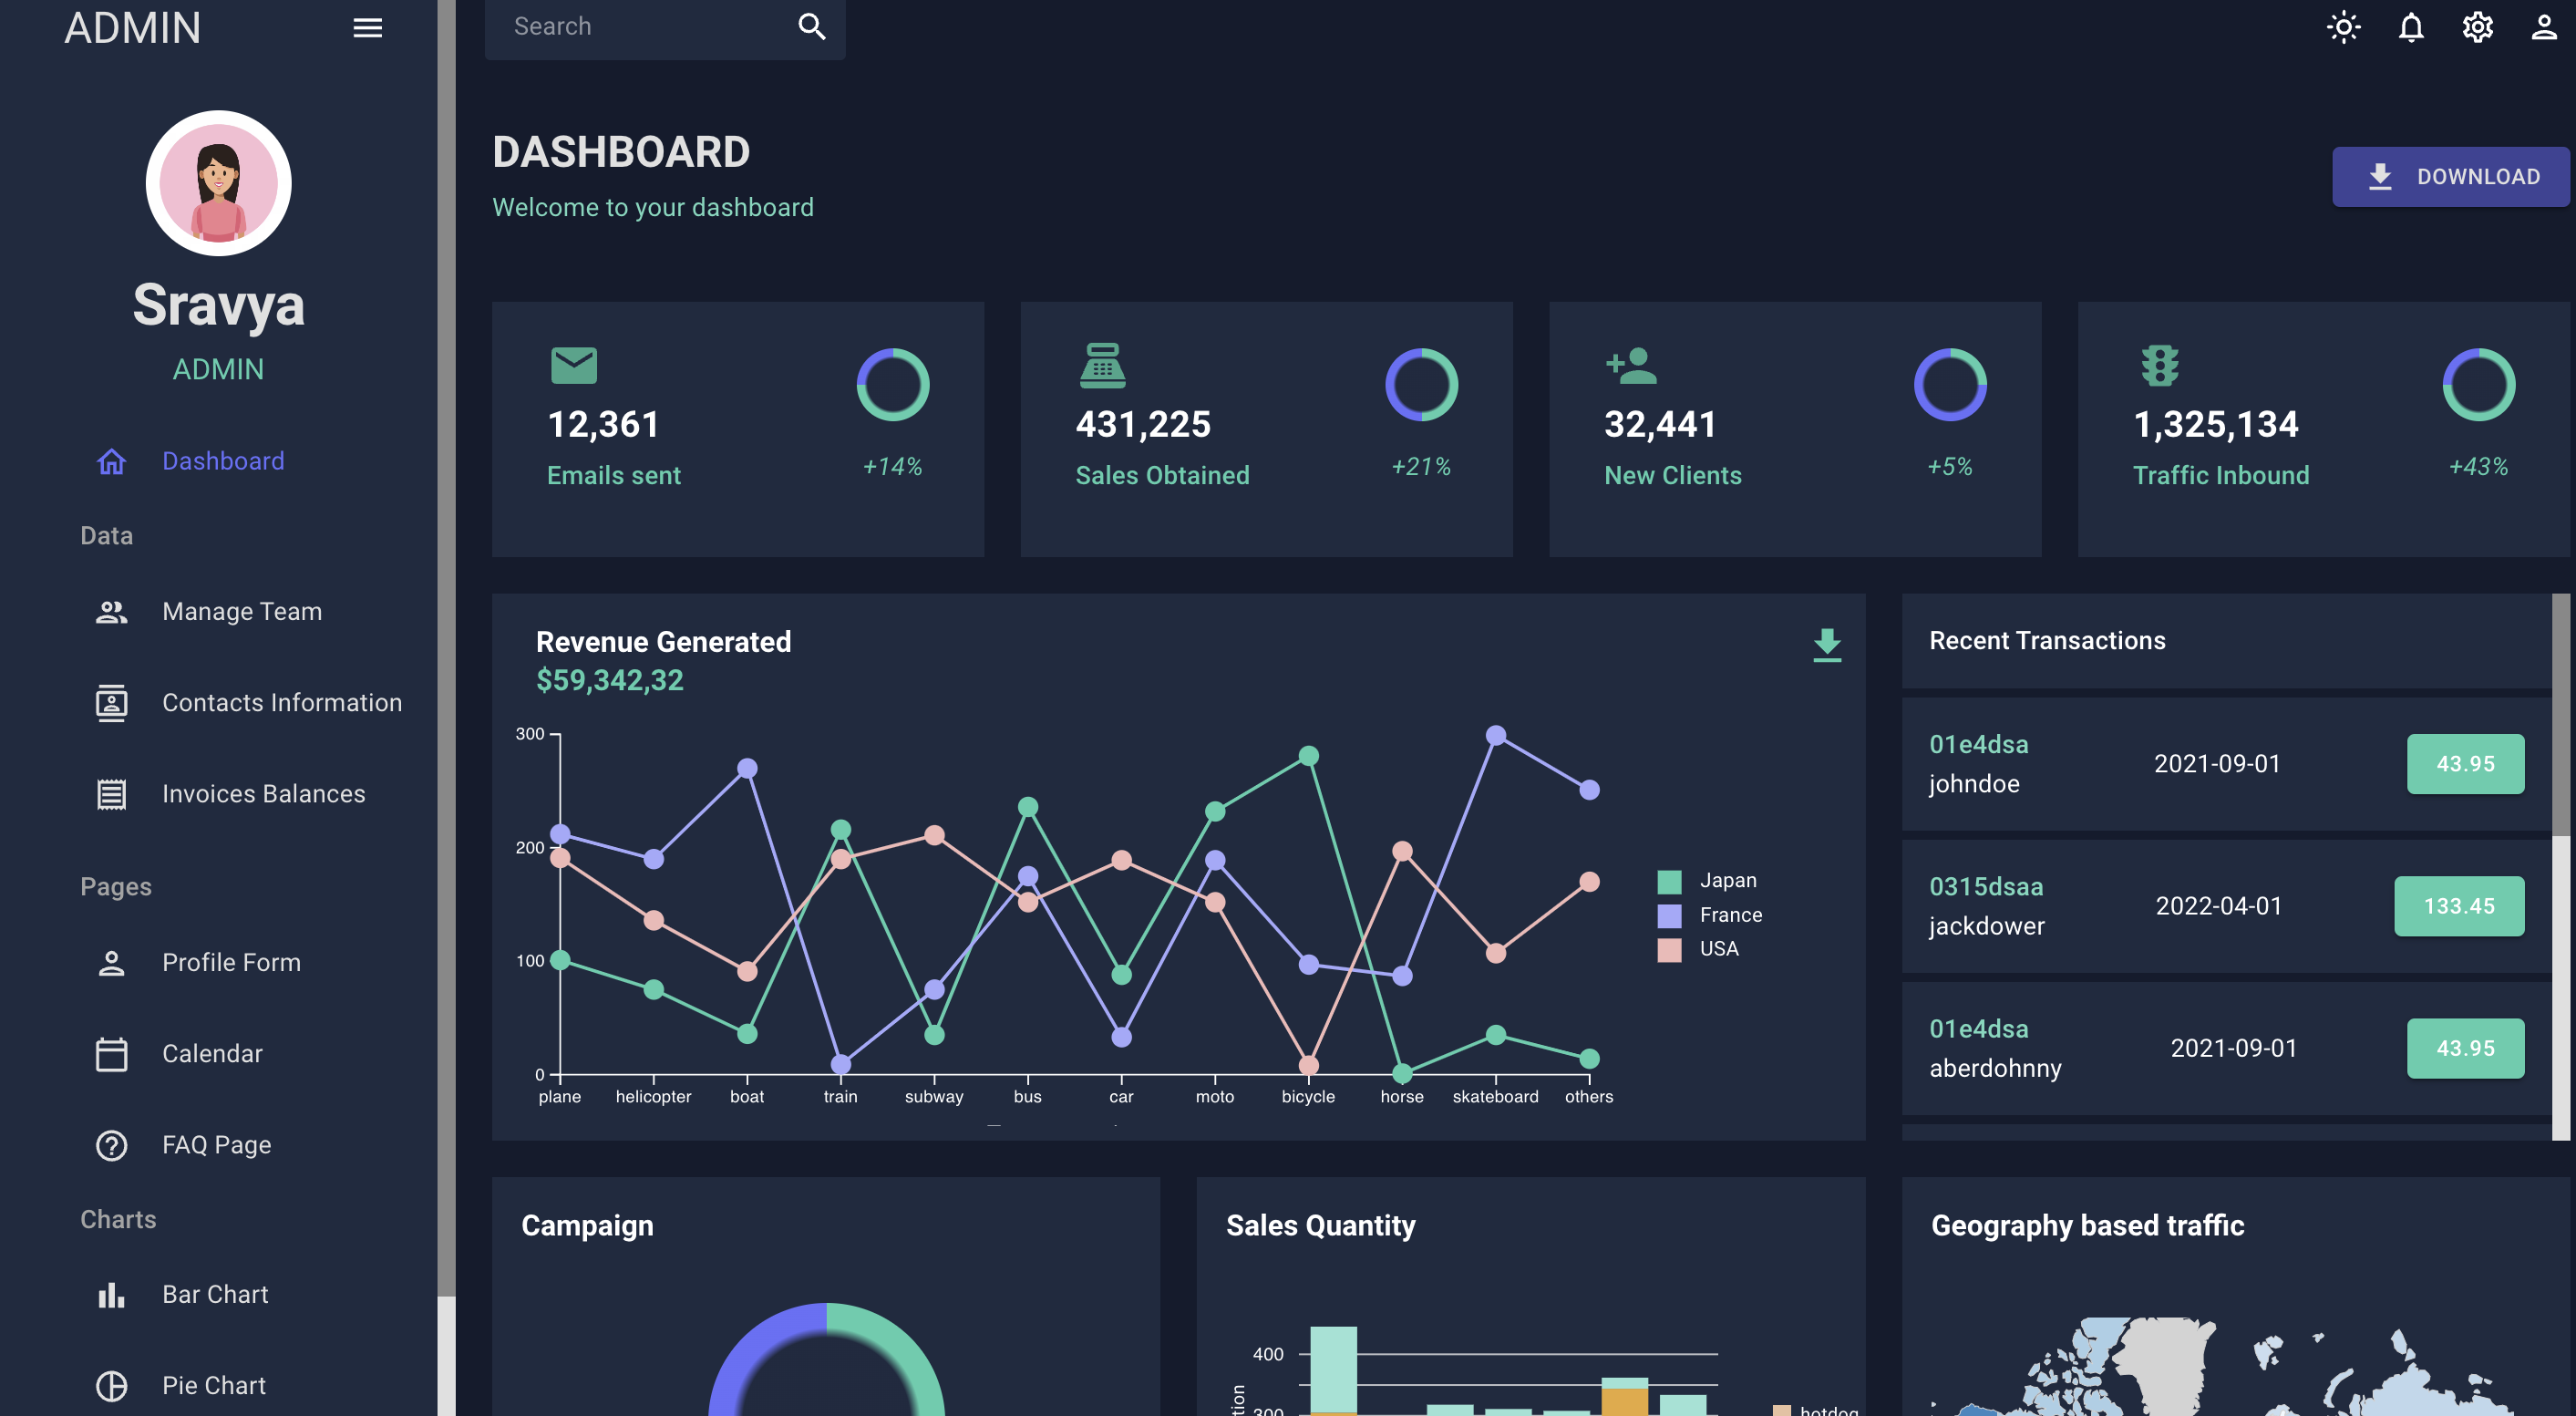 ADMIN
Search
Sravya
ADMIN
Dashboard
Data
Manage Team
Contacts Information
Invoices Balances
Pages
Profile Form
Calendar
FAQ Page
Charts
Bar Chart
Pie Chart
DASHBOARD
Welcome to your dashboard
DOWNLOAD
12,361
Emails sent
+14%
431,225
Sales Obtained
+21%
32,441
New Clients
+5%
1,325,134
Traffic Inbound
+43%
Revenue Generated
$59,342,32
300
200
100
0
plane helicopter boat train subway bus car moto bicycle horse skateboard others
Japan
France
USA
Recent Transactions
01e4dsa
johndoe
2021-09-01
43.95
0315dsaa
jackdower
2022-04-01
133.45
01e4dsa
aberdohnny
2021-09-01
43.95
Campaign
Sales Quantity
400
300
tion
hotdog
Geography based traffic